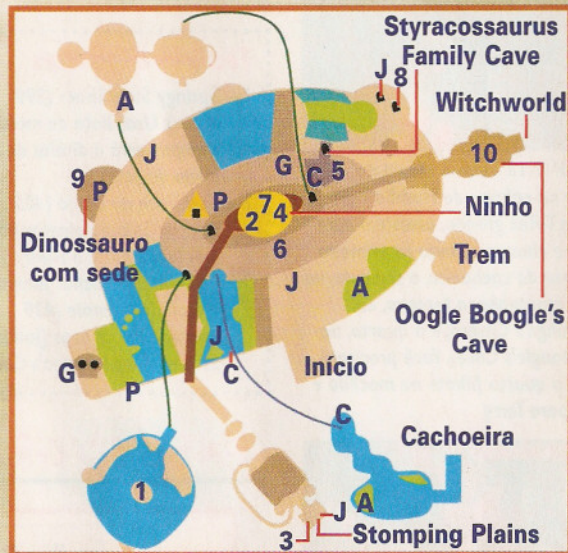 Styracossaurus
Family Cave
J 8
Witchworld
A
J
G
5
C
10
9
P
P
7
2 4
Ninho
Dinossauro
com sede
6
Trem
J
A
Oogle Boogle's
Cave
J
G
C
Início
P
C
Cachoeira
1
A
J
3
Stomping Plains